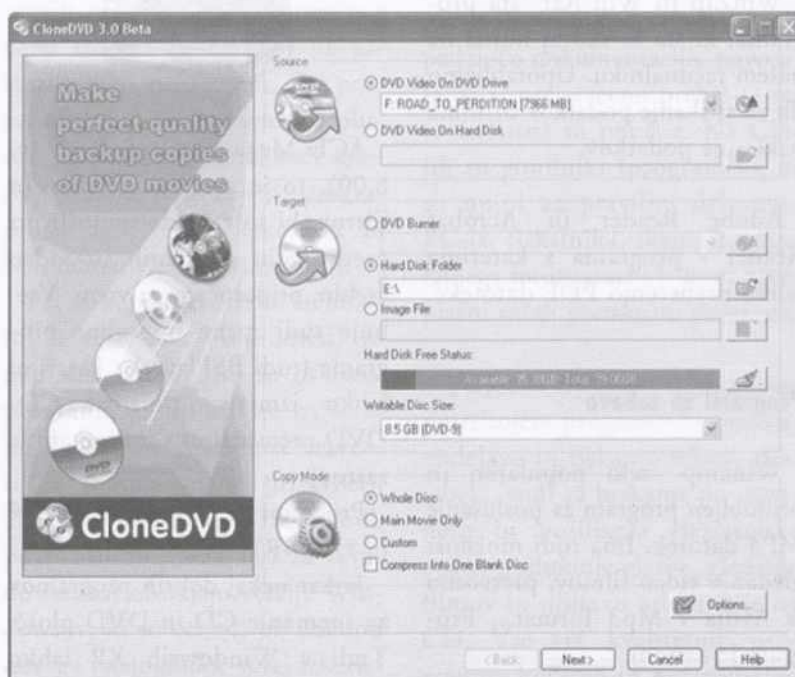 CloneDVD 3.0 Beta
Make
perfect-quality
backup copies
of DVD movies
CloneDVD
Source
DVD Video On DVD Drive
F: ROAD_TO_PERDITION [7966 MB]
DVD Video On Hard Disk
Target
DVD Burner
Hard Disk Folder
E:\
Image File
Hard Disk Free Status:
Writable Disc Size:
8.5 GB (DVD-9)
Copy Mode
Whole Disc
Main Movie Only
Custom
Compress Into One Blank Disc
Options...
<Back
Next>
Cancel
Help